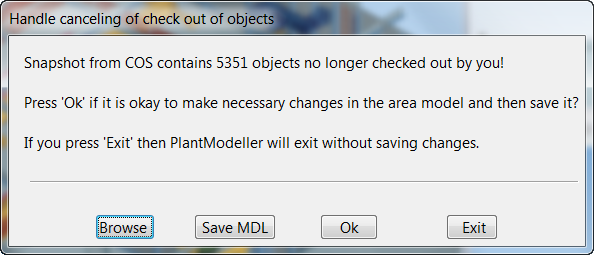 Handle canceling of check out of objects
Snapshot from COS contains 5351 objects no longer checked out by you!
Press 'Ok' if it is okay to make necessary changes in the area model and then save it?
If you press 'Exit' then PlantModeller will exit without saving changes.
Browse Save MDL Ok Exit